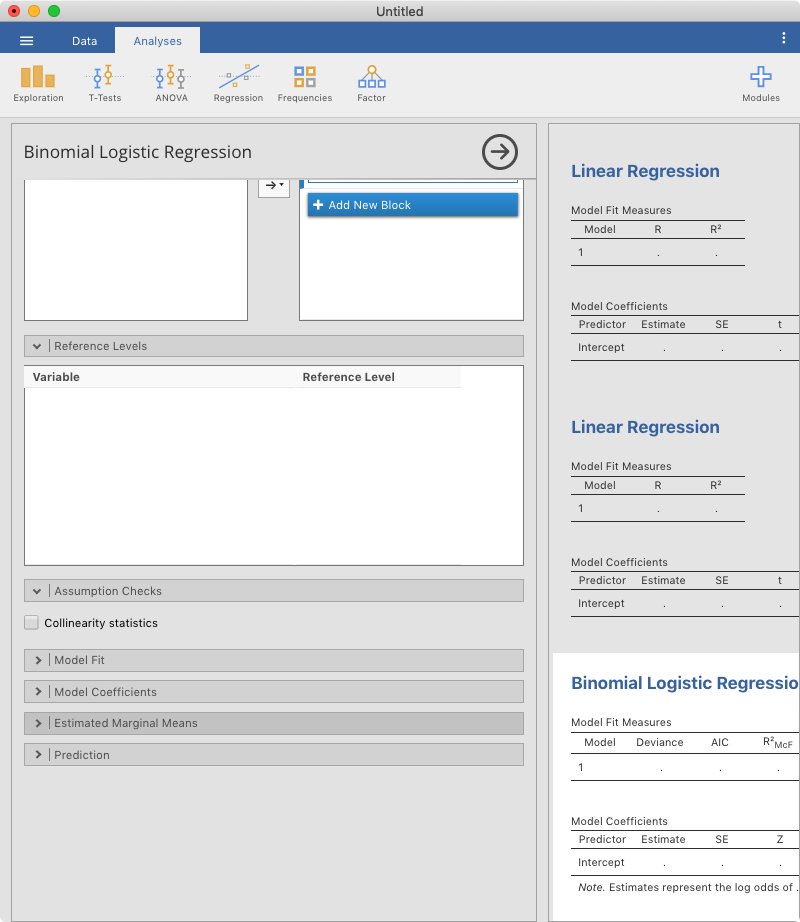 Untitled
Data
Analyses
Exploration
T-Tests
ANOVA
Regression
Frequencies
Factor
Modules
Binomial Logistic Regression
Add New Block
Reference Levels
Variable Reference Level
Assumption Checks
Collinearity statistics
Model Fit
Model Coefficients
Estimated Marginal Means
Prediction
Linear Regression
Model Fit Measures
Model R R²
1 . .
Model Coefficients
Predictor Estimate SE t
Intercept . . .
Linear Regression
Model Fit Measures
Model R R²
1 . .
Model Coefficients
Predictor Estimate SE t
Intercept . . .
Binomial Logistic Regressio
Model Fit Measures
Model Deviance AIC R²McF
1 . . .
Model Coefficients
Predictor Estimate SE Z
Intercept . . .
Note. Estimates represent the log odds of .